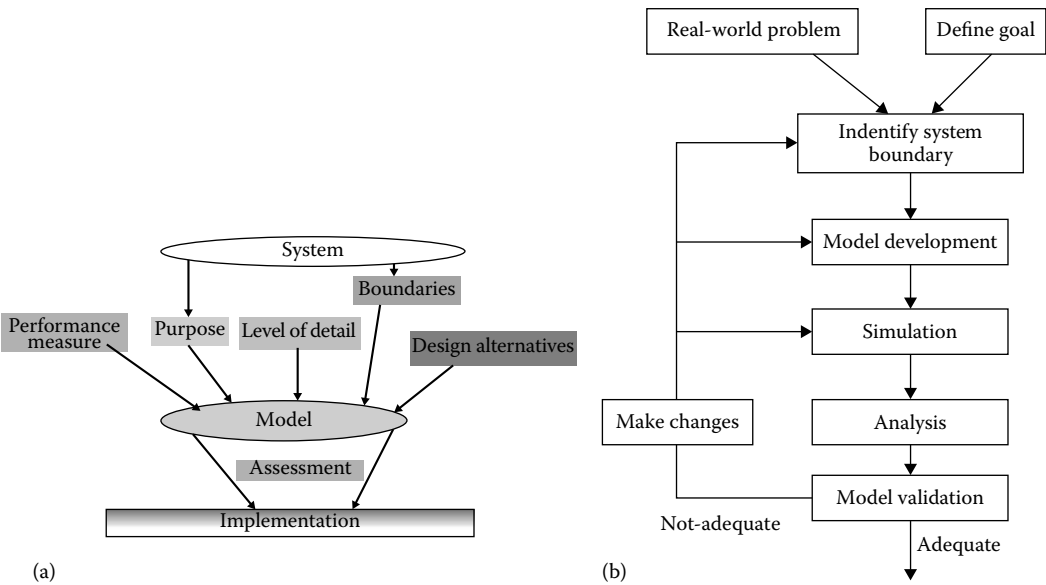 System
Boundaries
Performance
measure
Purpose
Level of detail
Design alternatives
Model
Assessment
Implementation
(a)
Real-world problem
Define goal
Indentify system
boundary
Model development
Simulation
Make changes
Analysis
Model validation
Not-adequate
Adequate
(b)